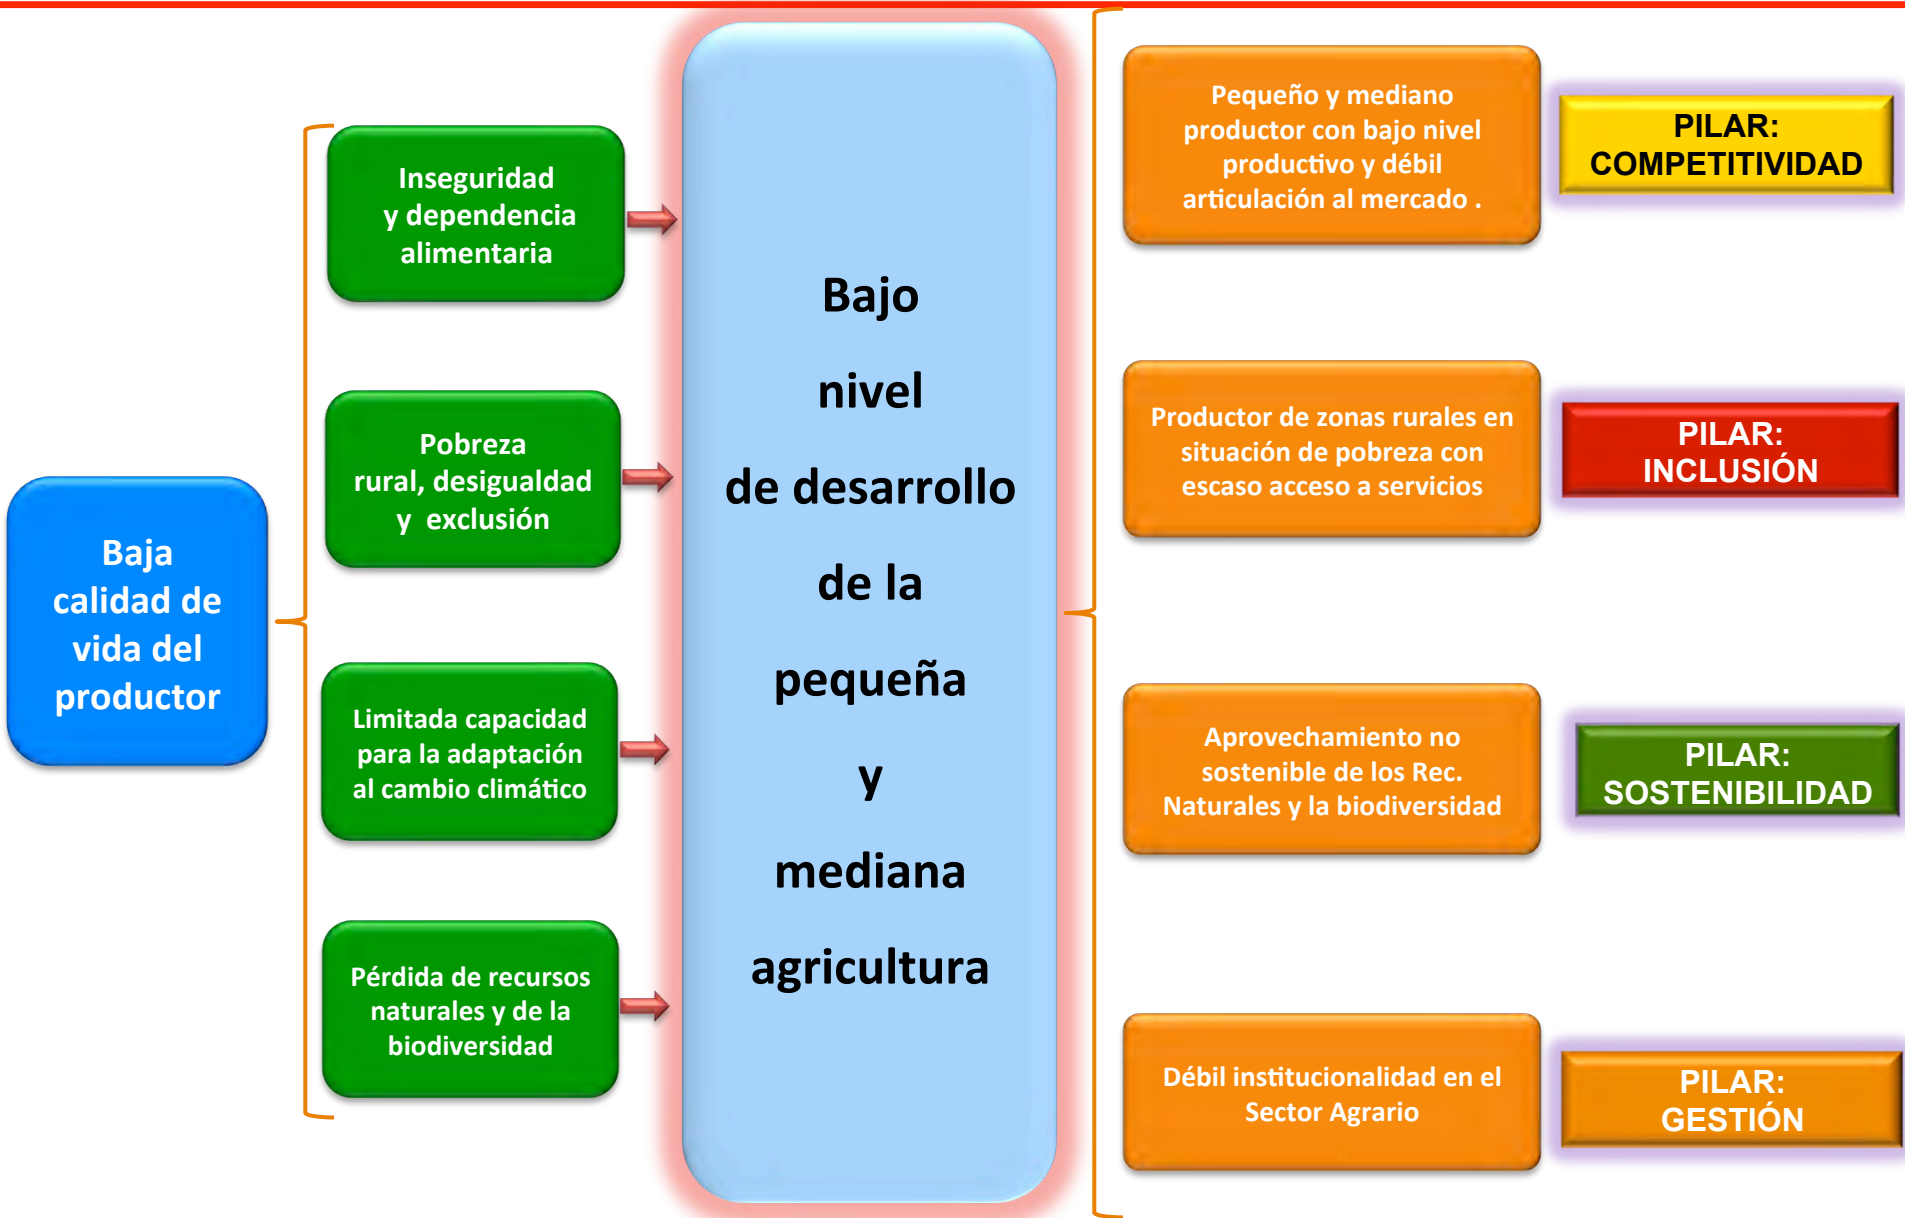 Baja
calidad de
vida del
productor
Inseguridad
y dependencia
alimentaria
Pobreza
rural, desigualdad
y exclusión
Limitada capacidad
para la adaptación
al cambio climático
Pérdida de recursos
naturales y de la
biodiversidad
Bajo
nivel
de desarrollo
de la
pequeña
y
mediana
agricultura
Pequeño y mediano
productor con bajo nivel
productivo y débil
articulación al mercado .
PILAR:
COMPETITIVIDAD
Productor de zonas rurales en
situación de pobreza con
escaso acceso a servicios
PILAR:
INCLUSIÓN
Aprovechamiento no
sostenible de los Rec.
Naturales y la biodiversidad
PILAR:
SOSTENIBILIDAD
Débil institucionalidad en el
Sector Agrario
PILAR:
GESTIÓN